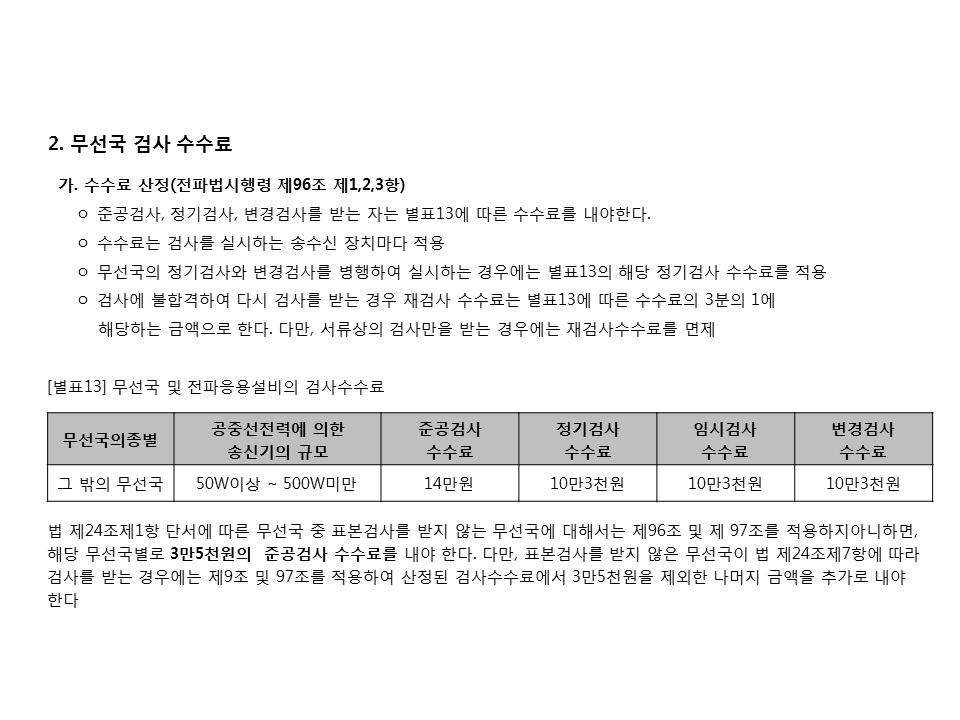 2. 무선국 검사 수수료
가. 수수료 산정(전파법시행령 제96조 제1,2,3항)
ㅇ 준공검사, 정기검사, 변경검사를 받는 자는 별표13에 따른 수수료를 내야한다.
ㅇ 수수료는 검사를 실시하는 송수신 장치마다 적용
ㅇ 무선국의 정기검사와 변경검사를 병행하여 실시하는 경우에는 별표13의 해당 정기검사 수수료를 적용
ㅇ 검사에 불합격하여 다시 검사를 받는 경우 재검사 수수료는 별표13에 따른 수수료의 3분의 1에
해당하는 금액으로 한다. 다만, 서류상의 검사만을 받는 경우에는 재검사수수료를 면제
[별표13] 무선국 및 전파응용설비의 검사수수료
무선국의종별 공중선전력에 의한 송신기의 규모 준공검사 수수료 정기검사 수수료 임시검사 수수료 변경검사 수수료
그 밖의 무선국 50W이상 ~ 500W미만 14만원 10만3천원 10만3천원 10만3천원
법 제24조제1항 단서에 따른 무선국 중 표본검사를 받지 않는 무선국에 대해서는 제96조 및 제 97조를 적용하지아니하면,
해당 무선국별로 3만5천원의 준공검사 수수료를 내야 한다. 다만, 표본검사를 받지 않은 무선국이 법 제24조제7항에 따라
검사를 받는 경우에는 제9조 및 97조를 적용하여 산정된 검사수수료에서 3만5천원을 제외한 나머지 금액을 추가로 내야
한다